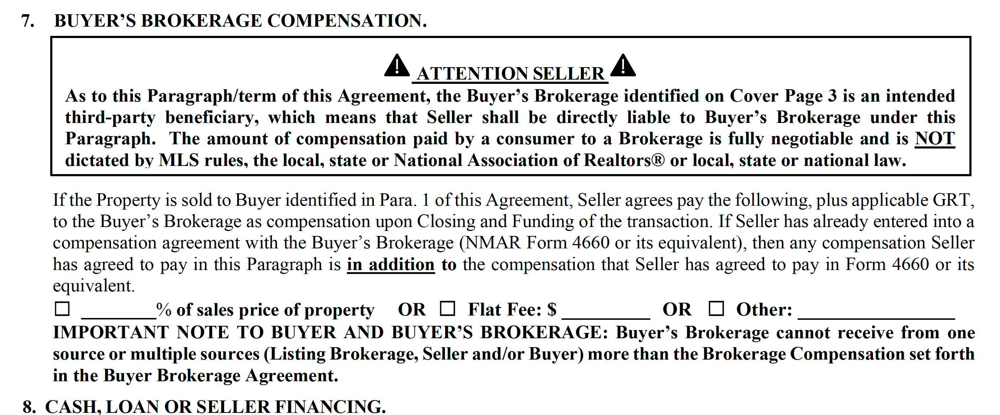 7. BUYER’S BROKERAGE COMPENSATION.
ATTENTION SELLER
As to this Paragraph/term of this Agreement, the Buyer’s Brokerage identified on Cover Page 3 is an intended
third-party beneficiary, which means that Seller shall be directly liable to Buyer’s Brokerage under this
Paragraph. The amount of compensation paid by a consumer to a Brokerage is fully negotiable and is NOT
dictated by MLS rules, the local, state or National Association of Realtors® or local, state or national law.
If the Property is sold to Buyer identified in Para. 1 of this Agreement, Seller agrees pay the following, plus applicable GRT,
to the Buyer’s Brokerage as compensation upon Closing and Funding of the transaction. If Seller has already entered into a
compensation agreement with the Buyer’s Brokerage (NMAR Form 4660 or its equivalent), then any compensation Seller
has agreed to pay in this Paragraph is in addition to the compensation that Seller has agreed to pay in Form 4660 or its
equivalent.
☐ ________% of sales price of property OR ☐ Flat Fee: $ _________ OR ☐ Other: ________________
IMPORTANT NOTE TO BUYER AND BUYER’S BROKERAGE: Buyer’s Brokerage cannot receive from one
source or multiple sources (Listing Brokerage, Seller and/or Buyer) more than the Brokerage Compensation set forth
in the Buyer Brokerage Agreement.
8. CASH, LOAN OR SELLER FINANCING.